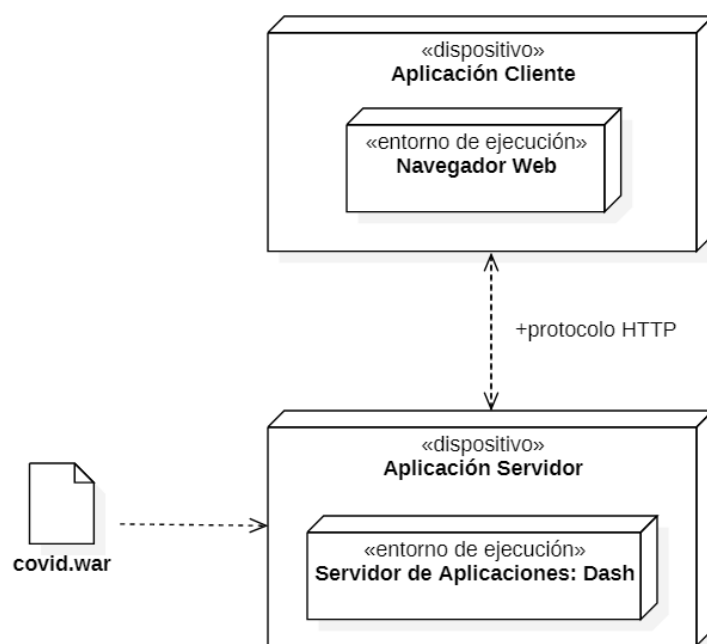 «dispositivo»
Aplicación Cliente
«entorno de ejecución»
Navegador Web
+protocolo HTTP
«dispositivo»
Aplicación Servidor
«entorno de ejecución»
Servidor de Aplicaciones: Dash
covid.war